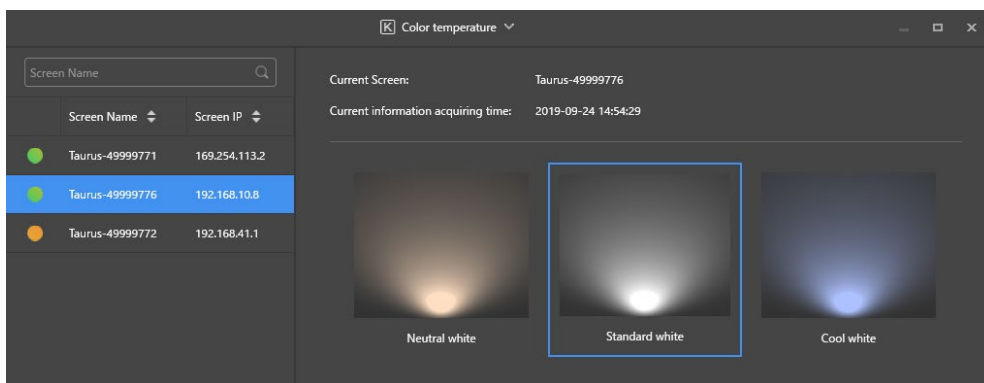 K Color temperature
Screen Name
Screen Name Screen IP
Taurus-49999771 169.254.113.2
Taurus-49999776 192.168.10.8
Taurus-49999772 192.168.41.1
Current Screen: Taurus-49999776
Current information acquiring time: 2019-09-24 14:54:29
Neutral white Standard white Cool white